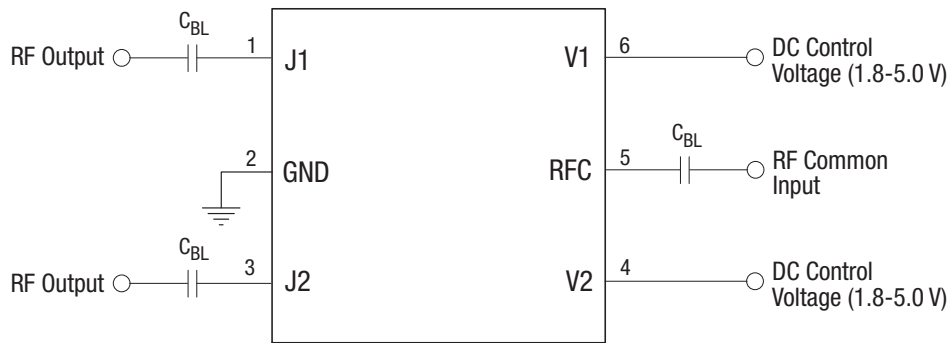 C_BL
RF Output
1
J1
V1
6
DC Control
Voltage (1.8-5.0 V)
2
GND
RFC
5
C_BL
RF Common
Input
C_BL
RF Output
3
J2
V2
4
DC Control
Voltage (1.8-5.0 V)